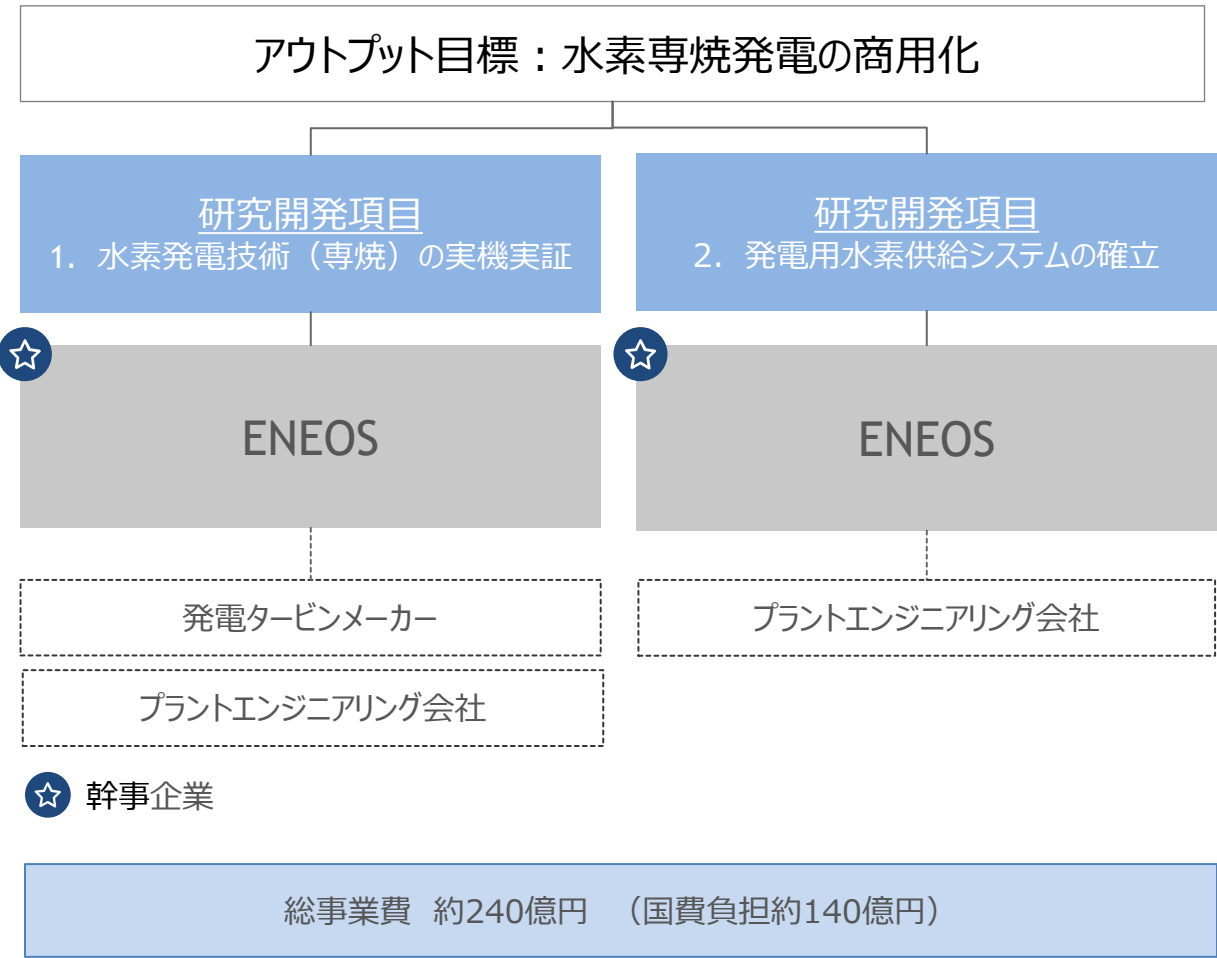 アウトプット目標：水素専焼発電の商用化
研究開発項目
1. 水素発電技術（専焼）の実機実証
研究開発項目
2. 発電用水素供給システムの確立
ENEOS
ENEOS
発電タービンメーカー
プラントエンジニアリング会社
プラントエンジニアリング会社
幹事企業
総事業費 約240億円 （国費負担約140億円）